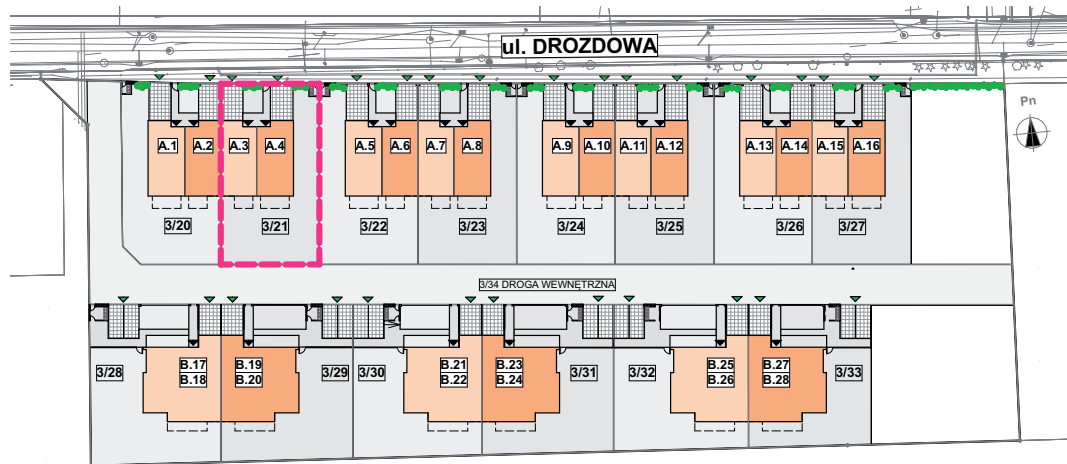 ul. DROZDOWA
Pn
A.1 A.2 A.3 A.4 A.5 A.6 A.7 A.8 A.9 A.10 A.11 A.12 A.13 A.14 A.15 A.16
3/20 3/21 3/22 3/23 3/24 3/25 3/26 3/27
3/34 DROGA WEWNĘTRZNA
3/28
B.17
B.18
B.19
B.20
3/29
3/30
B.21
B.22
B.23
B.24
3/31
3/32
B.25
B.26
B.27
B.28
3/33